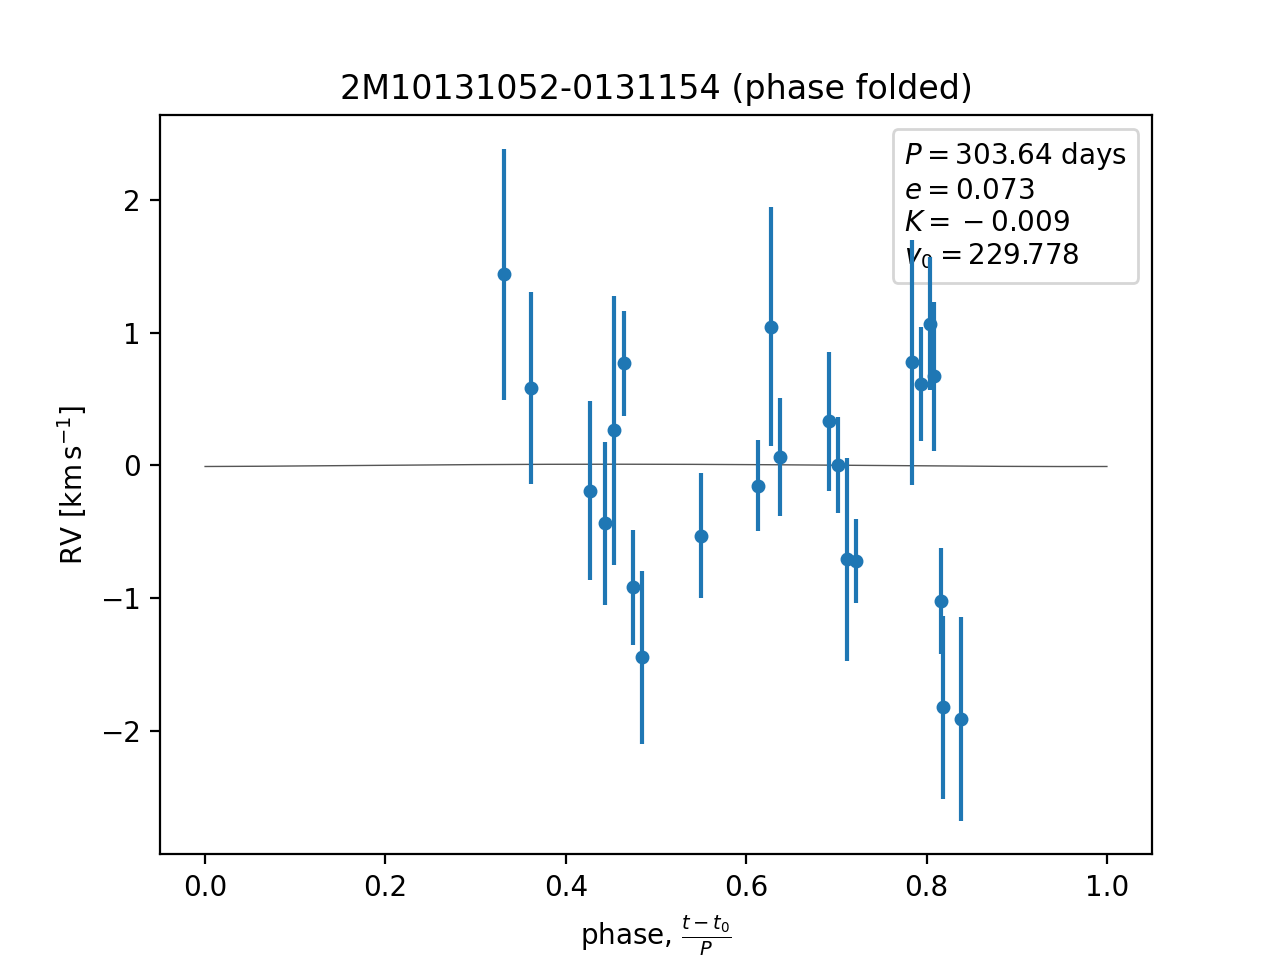 2M10131052-0131154 (phase folded)
P = 303.64 days
e = 0.073
K = −0.009
v₀ = 229.778
2
1
0
−1
−2
RV [km s⁻¹]
0.0 0.2 0.4 0.6 0.8 1.0
phase, (t − t₀)/P